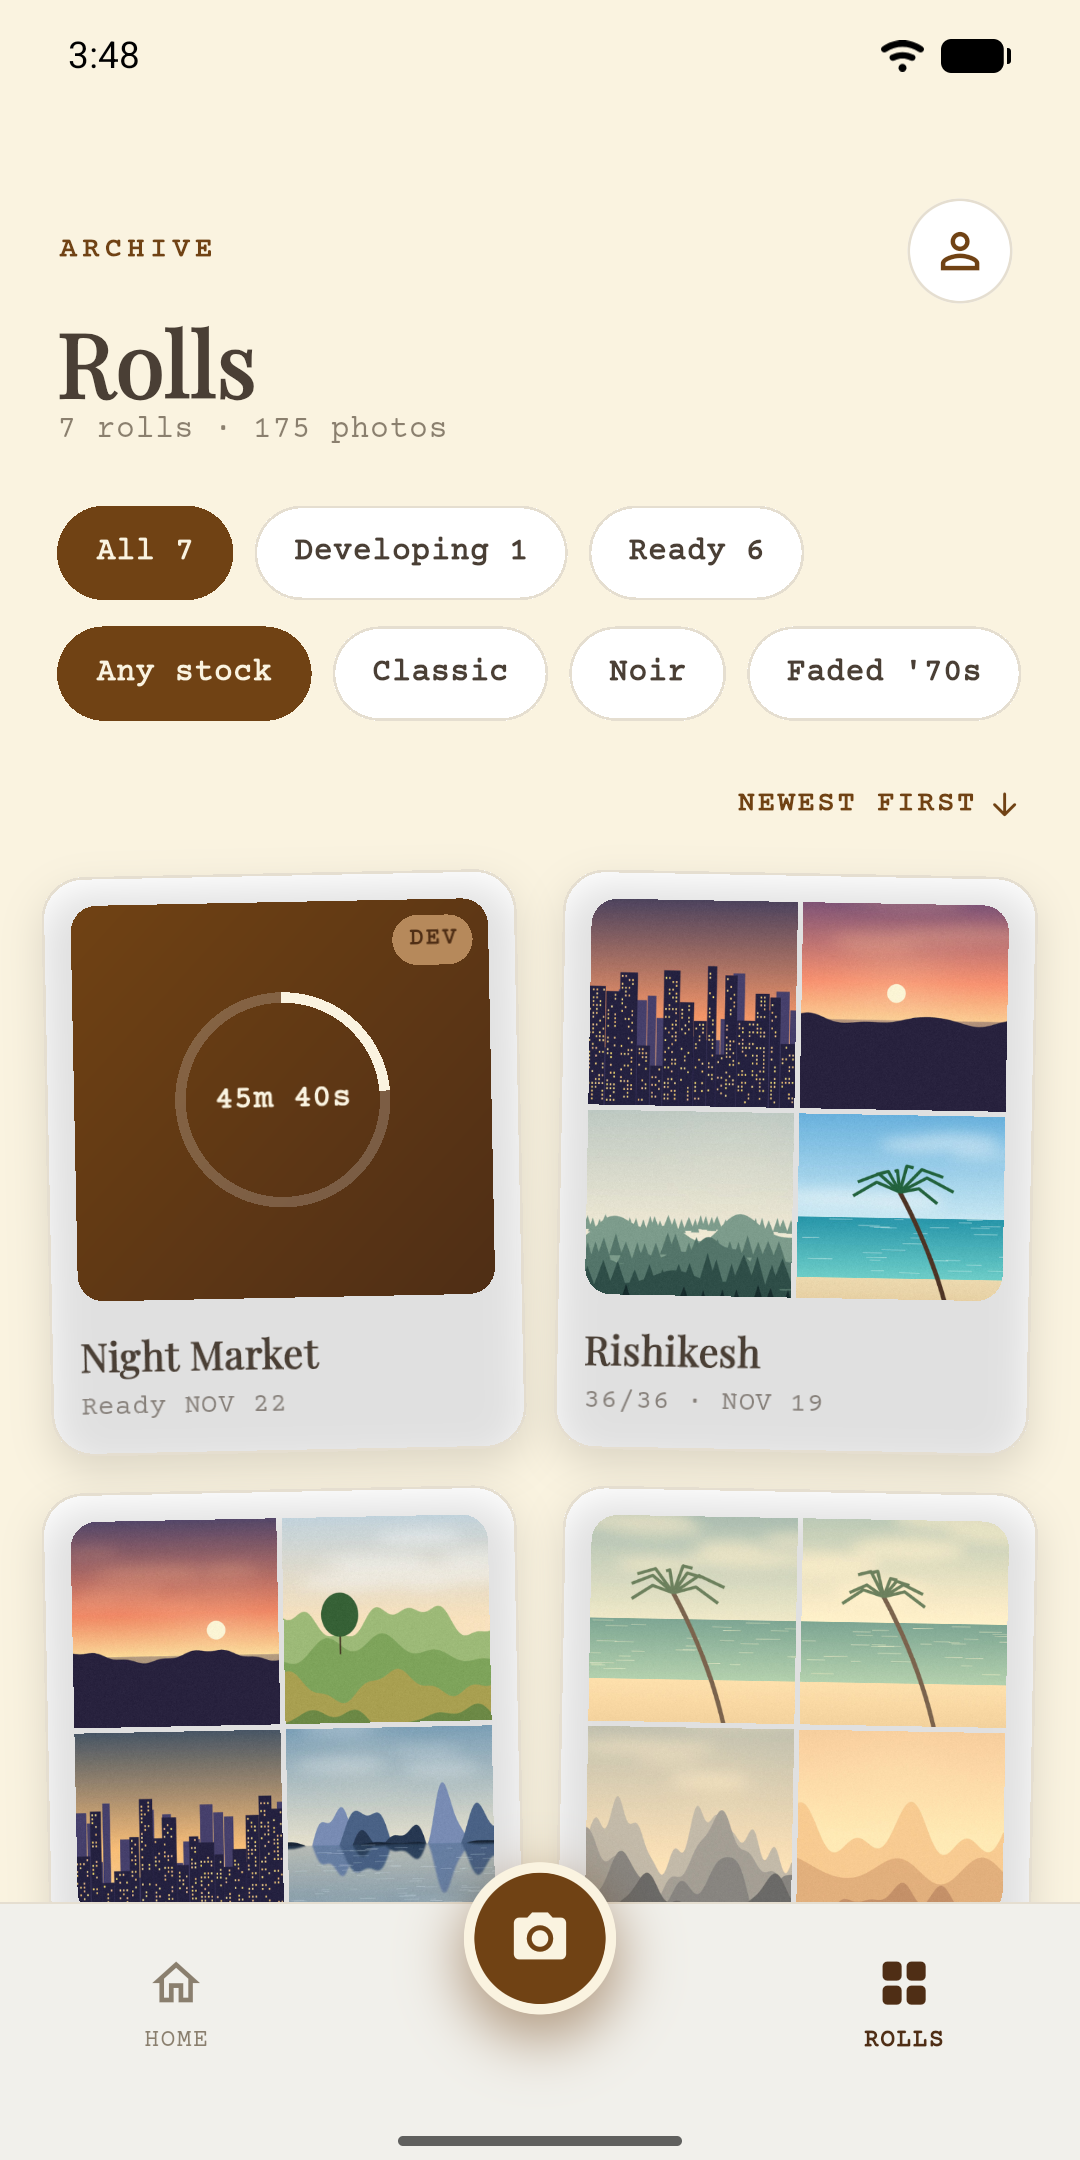 3:48
ARCHIVE
Rolls
7 rolls · 175 photos
All 7
Developing 1
Ready 6
Any stock
Classic
Noir
Faded '70s
NEWEST FIRST ↓
DEV
45m 40s
Night Market
Ready NOV 22
Rishikesh
36/36 · NOV 19
HOME
ROLLS